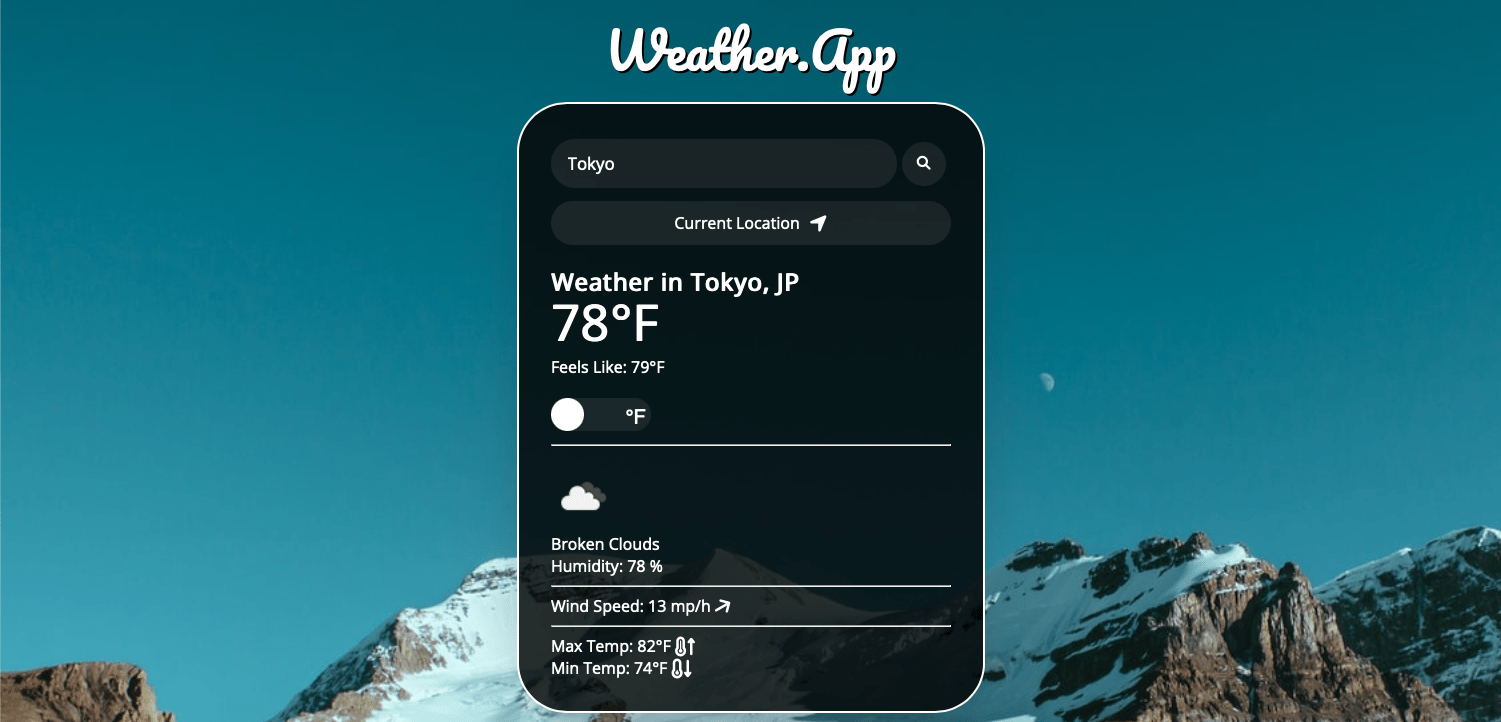 Weather.App
Tokyo
Current Location
Weather in Tokyo, JP
78°F
Feels Like: 79°F
°F
Broken Clouds
Humidity: 78 %
Wind Speed: 13 mp/h
Max Temp: 82°F
Min Temp: 74°F